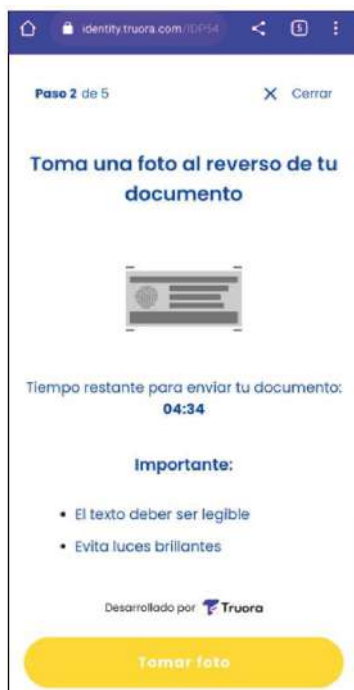 identity.truora.com/IDP54
5
Paso 2 de 5
Cerrar
Toma una foto al reverso de tu
documento
Tiempo restante para enviar tu documento:
04:34
Importante:
• El texto deber ser legible
• Evita luces brillantes
Desarrollado por Truora
Tomar foto